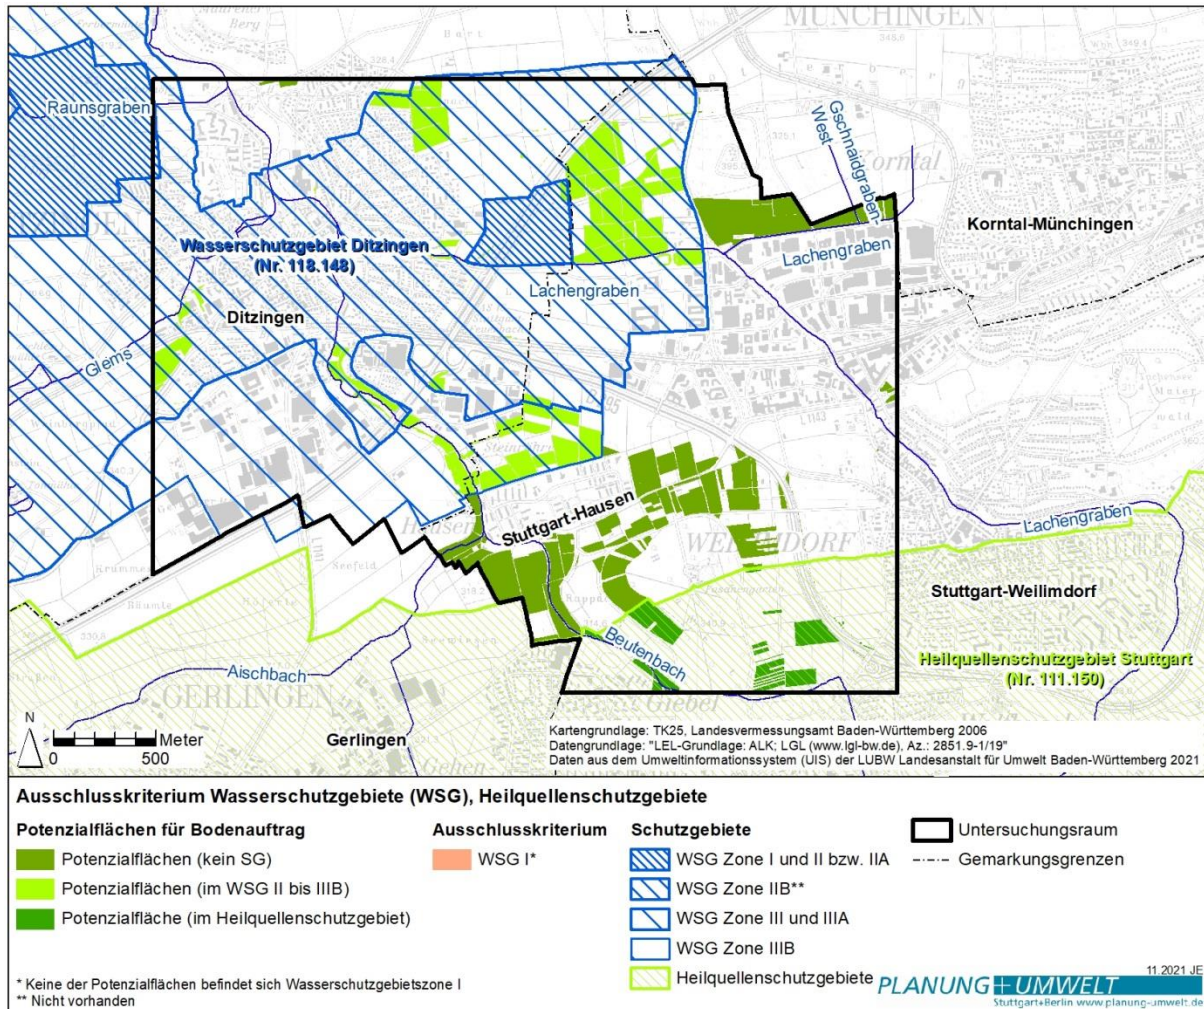 MÜNCHINGEN
Raunsgraben
Gschnaidgraben-
West
Korntal
Korntal-Münchingen
Wasserschutzgebiet Ditzingen
(Nr. 118.148)
Lachengraben
Lachengraben
Ditzingen
Glems
Stuttgart-Hausen
Hausen
Lachengraben
Seefeld
Stuttgart-Weilimdorf
Beutenbach
Heilquellenschutzgebiet Stuttgart
(Nr. 111.150)
Aischbach
GERLINGEN
Giebel
Gerlingen
Gehen
N
Meter
0 500
Kartengrundlage: TK25, Landesvermessungsamt Baden-Württemberg 2006
Datengrundlage: "LEL-Grundlage: ALK; LGL (www.lgl-bw.de), Az.: 2851.9-1/19"
Daten aus dem Umweltinformationssystem (UIS) der LUBW Landesanstalt für Umwelt Baden-Württemberg 2021
Ausschlusskriterium Wasserschutzgebiete (WSG), Heilquellenschutzgebiete
Potenzialflächen für Bodenauftrag
Potenzialflächen (kein SG)
Potenzialflächen (im WSG II bis IIIB)
Potenzialfläche (im Heilquellenschutzgebiet)
Ausschlusskriterium
WSG I*
Schutzgebiete
WSG Zone I und II bzw. IIA
WSG Zone IIB**
WSG Zone III und IIIA
WSG Zone IIIB
Heilquellenschutzgebiete
Untersuchungsraum
Gemarkungsgrenzen
* Keine der Potenzialflächen befindet sich Wasserschutzgebietszone I
** Nicht vorhanden
11.2021 JE
PLANUNG+UMWELT
Stuttgart+Berlin www.planung-umwelt.de